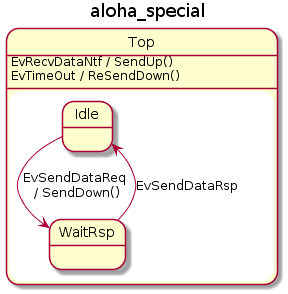 aloha_special
Top
EvRecvDataNtf / SendUp()
EvTimeOut / ReSendDown()
Idle
EvSendDataReq
/ SendDown()
EvSendDataRsp
WaitRsp